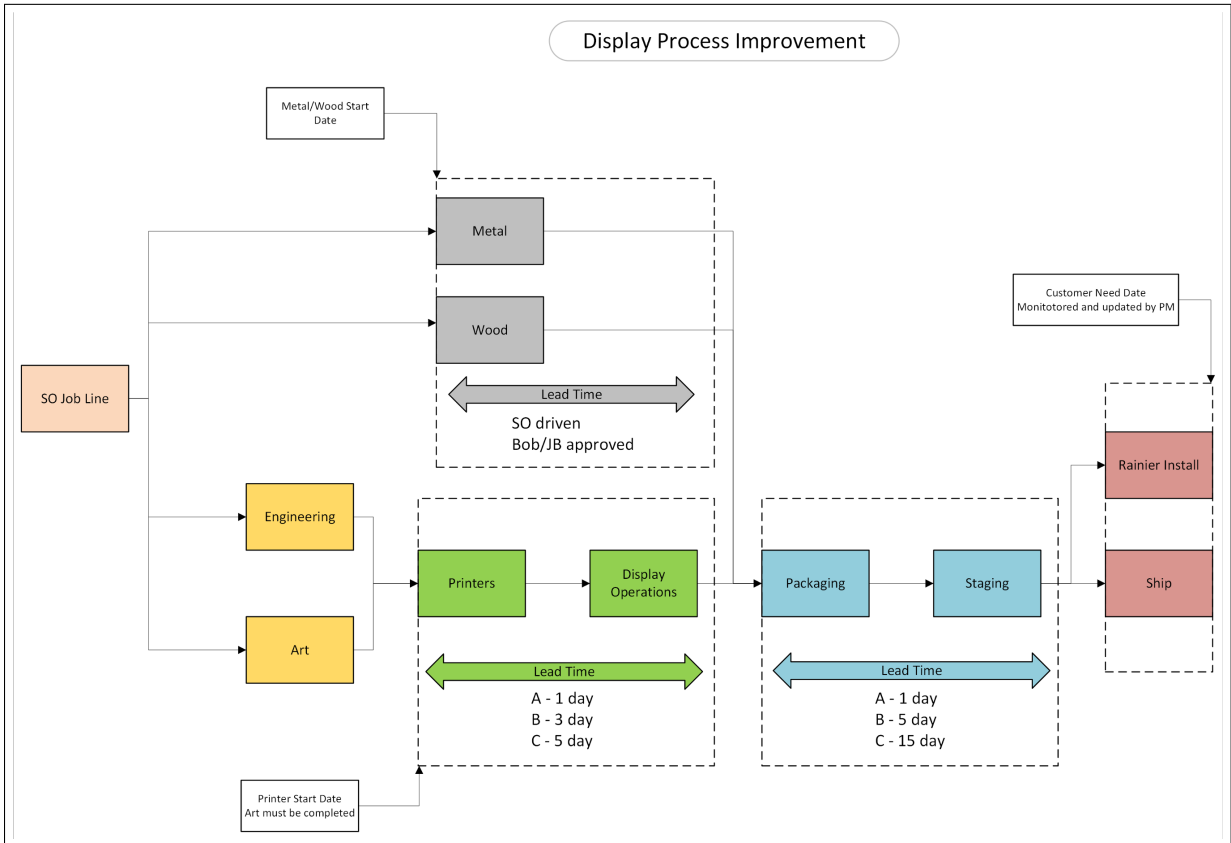 Display Process Improvement
Metal/Wood Start
Date
Metal
Wood
Lead Time
SO driven
Bob/JB approved
Customer Need Date
Monitotored and updated by PM
SO Job Line
Rainier Install
Engineering
Printers
Display
Operations
Packaging
Staging
Ship
Art
Lead Time
A - 1 day
B - 3 day
C - 5 day
Lead Time
A - 1 day
B - 5 day
C - 15 day
Printer Start Date
Art must be completed